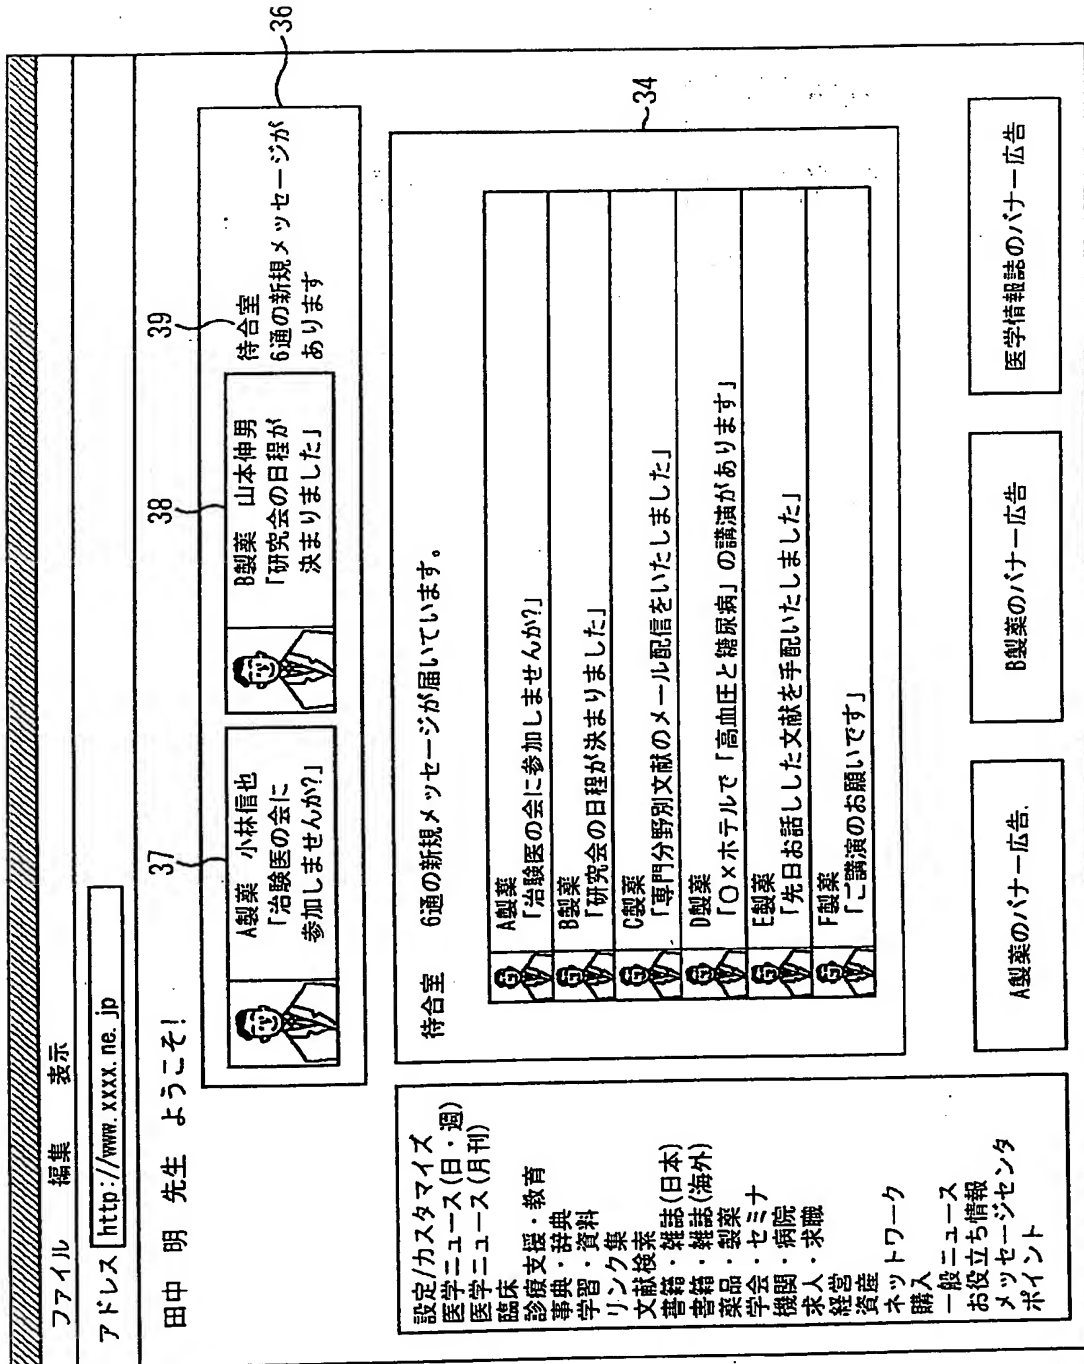 ファイル　編集　表示
アドレス http://www.xxxx.ne.jp
田中　明　先生　ようこそ!
36
37
A製薬　小林信也
「治験医の会に
参加しませんか?」
38
B製薬　山本伸男
「研究会の日程が
決まりました」
39
待合室
6通の新規メッセージが
あります
設定/カスタマイズ
医学ニュース(日・週)
医学ニュース(月刊)
臨床
診療支援・教育
事典・辞典
学習・資料
リンク集
文献検索
書籍・雑誌(日本)
書籍・雑誌(海外)
薬品・製薬
学会・セミナ
機関・病院
求人・求職
経営
資産
ネットワーク
購入
一般ニュース
お役立ち情報
メッセージセンタ
ポイント
34
待合室　6通の新規メッセージが届いています。
A製薬
「治験医の会に参加しませんか?」
B製薬
「研究会の日程が決まりました」
C製薬
「専門分野別文献のメール配信をいたしました」
D製薬
「○×ホテルで「高血圧と糖尿病」の講演があります」
E製薬
「先日お話しした文献を手配いたしました」
F製薬
「ご講演のお願いです」
A製薬のバナー広告
B製薬のバナー広告
医学情報誌のバナー広告